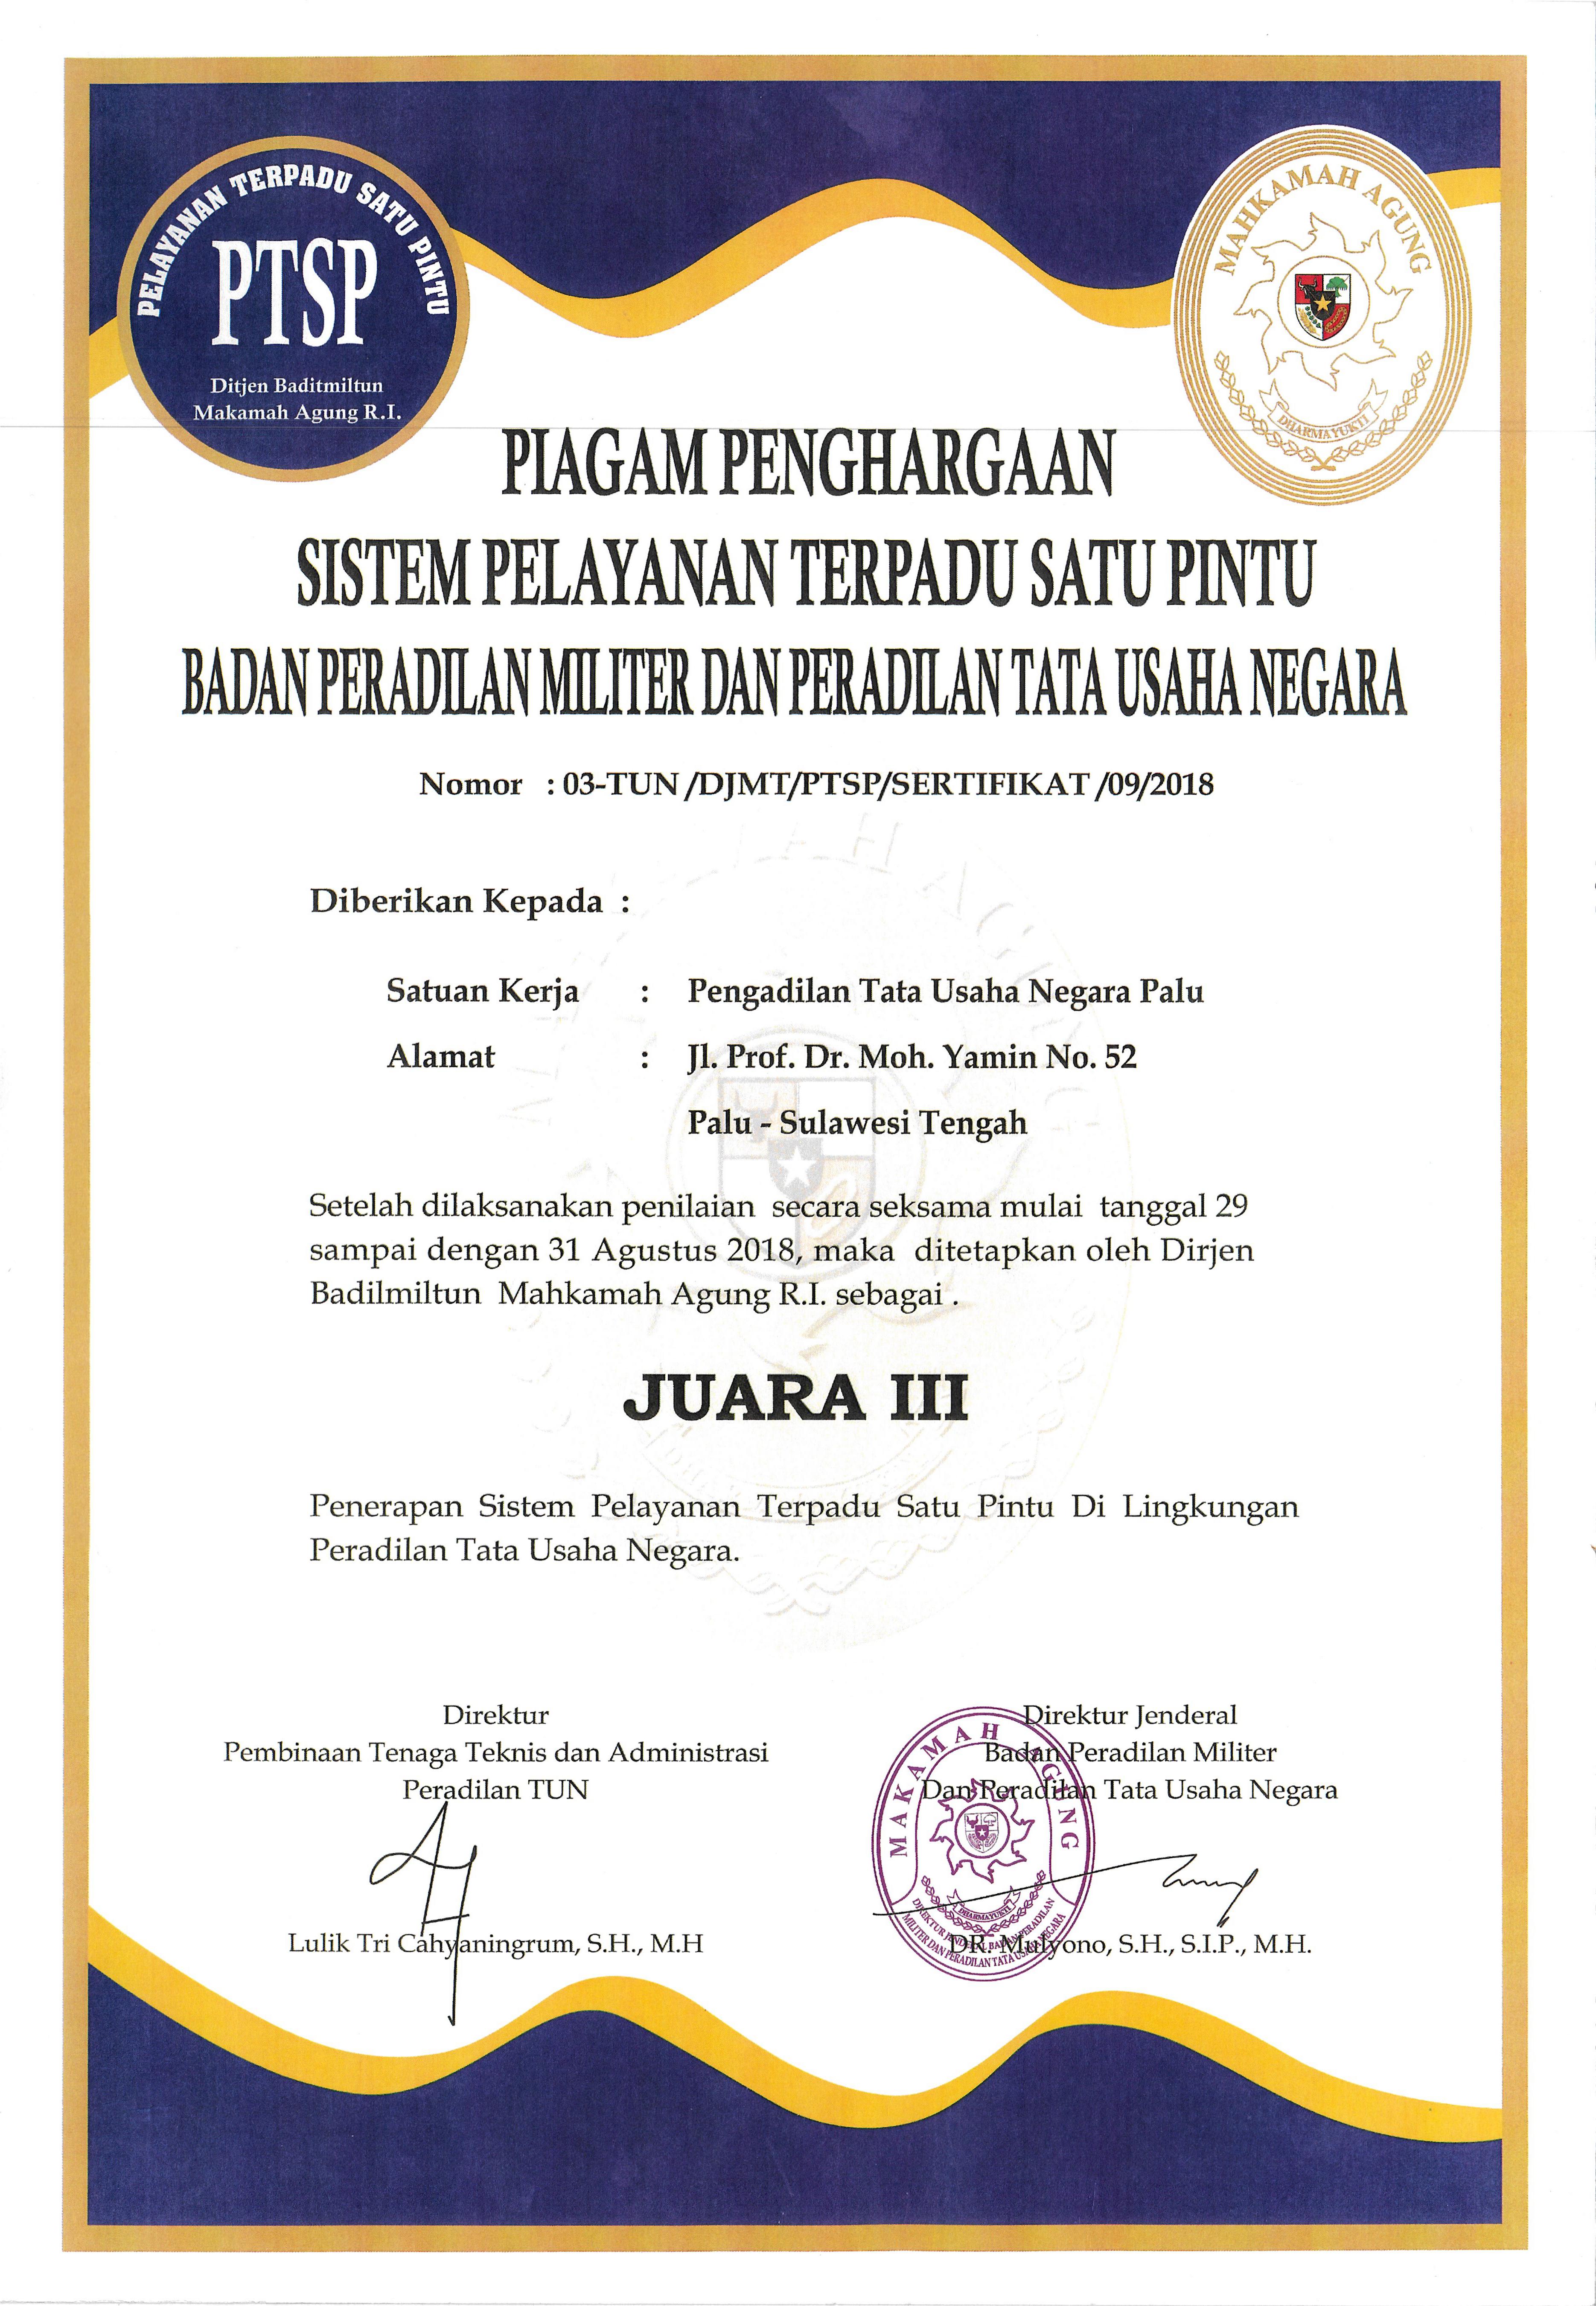 PELAYANAN TERPADU SATU PINTU
PTSP
Ditjen Baditmiltun
Makamah Agung R.I.
MAHKAMAH AGUNG
DHARMAYUKTI
PIAGAM PENGHARGAAN
SISTEM PELAYANAN TERPADU SATU PINTU
BADAN PERADILAN MILITER DAN PERADILAN TATA USAHA NEGARA
Nomor : 03-TUN /DJMT/PTSP/SERTIFIKAT /09/2018
Diberikan Kepada :
Satuan Kerja : Pengadilan Tata Usaha Negara Palu
Alamat : Jl. Prof. Dr. Moh. Yamin No. 52
Palu - Sulawesi Tengah
Setelah dilaksanakan penilaian secara seksama mulai tanggal 29
sampai dengan 31 Agustus 2018, maka ditetapkan oleh Dirjen
Badilmiltun Mahkamah Agung R.I. sebagai .
JUARA III
Penerapan Sistem Pelayanan Terpadu Satu Pintu Di Lingkungan
Peradilan Tata Usaha Negara.
Direktur
Pembinaan Tenaga Teknis dan Administrasi
Peradilan TUN
Lulik Tri Cahyaningrum, S.H., M.H
Direktur Jenderal
Badan Peradilan Militer
Dan Peradilan Tata Usaha Negara
MAKAMAH AGUNG
DHARMAYUKTI
DIREKTUR JENDERAL BADAN PERADILAN
MILITER DAN PERADILAN TATA USAHA NEGARA
DR. Mulyono, S.H., S.I.P., M.H.